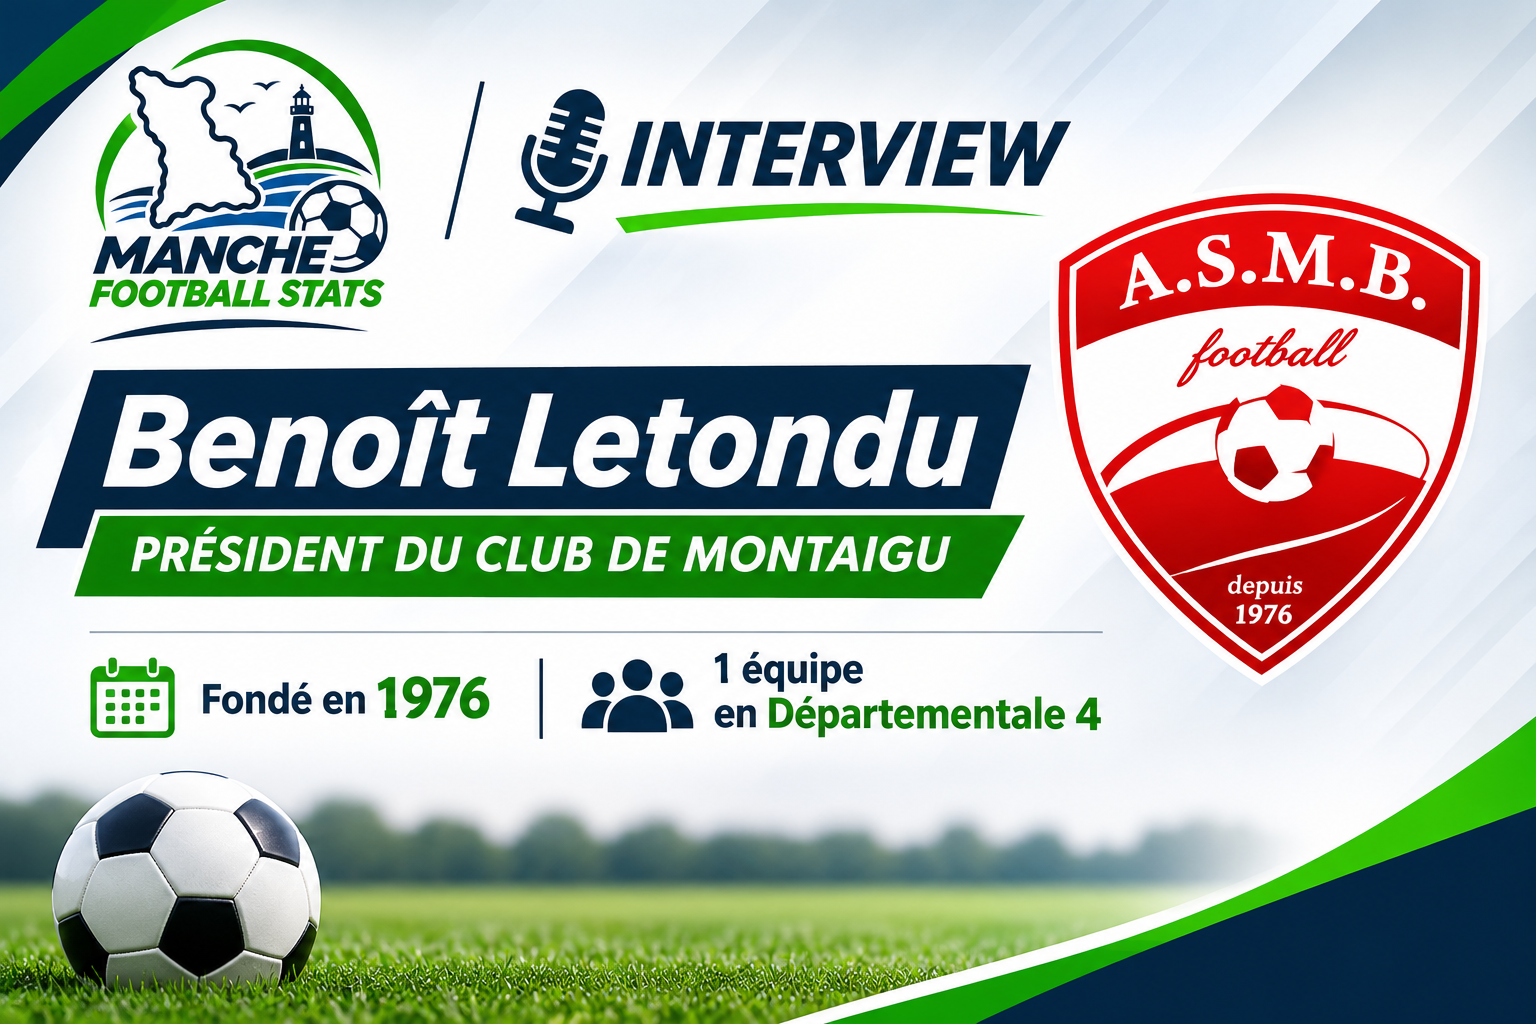 MANCHE
FOOTBALL STATS
INTERVIEW
A.S.M.B.
football
depuis
1976
Benoît Letondu
PRÉSIDENT DU CLUB DE MONTAIGU
Fondé en 1976
1 équipe
en Départementale 4